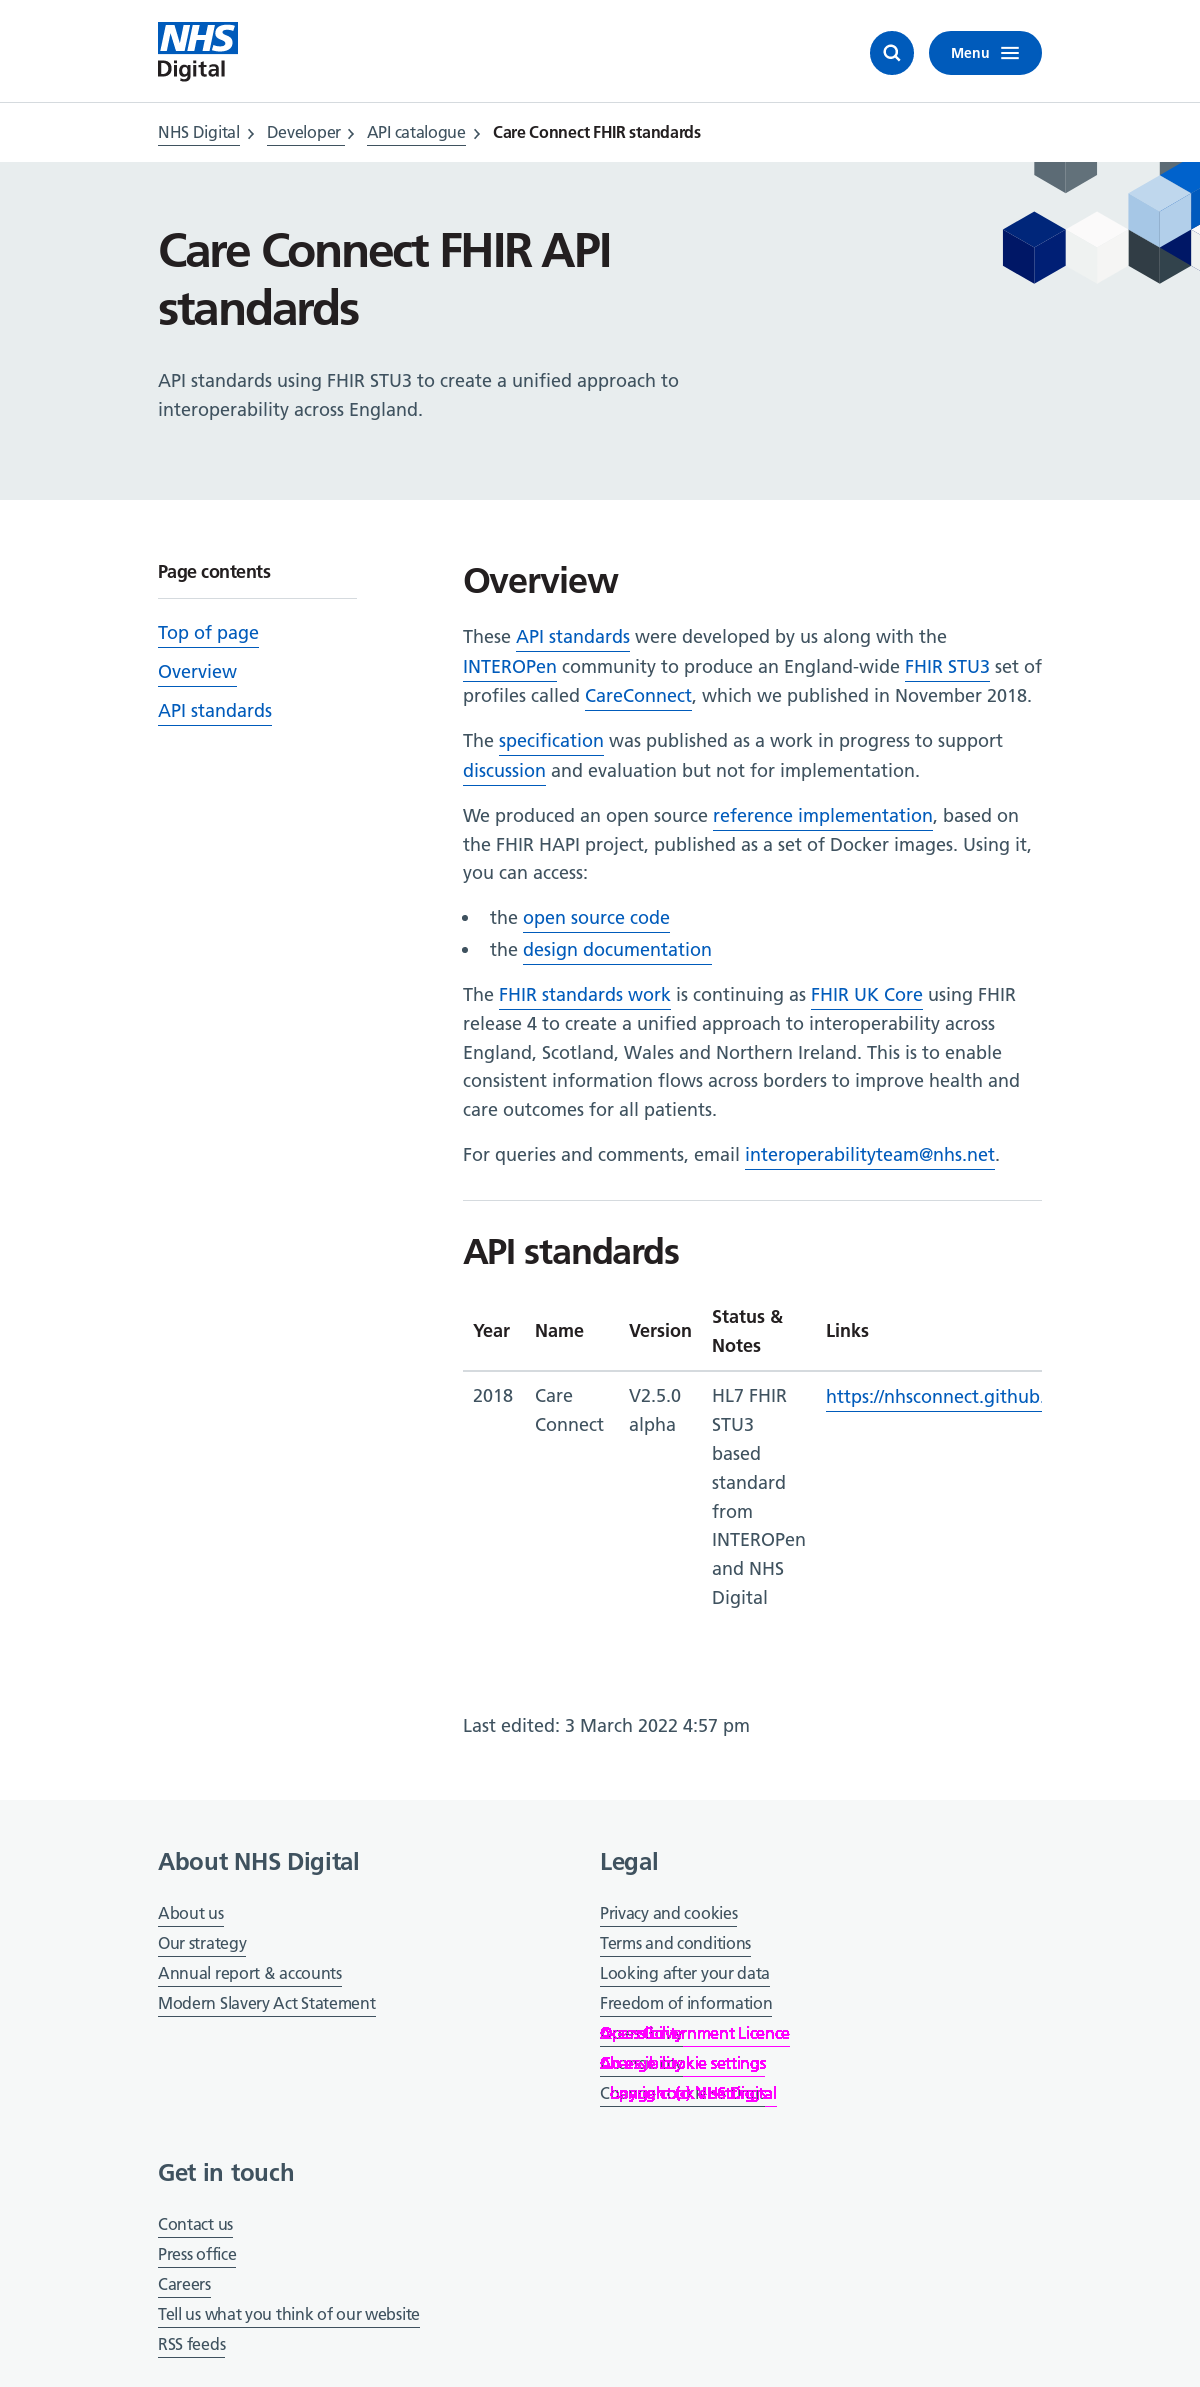 NHS
Digital
Menu
NHS Digital > Developer > API catalogue > Care Connect FHIR standards
Care Connect FHIR API
standards
API standards using FHIR STU3 to create a unified approach to
interoperability across England.
Page contents
Top of page
Overview
API standards
Overview
These API standards were developed by us along with the
INTEROPen community to produce an England-wide FHIR STU3 set of
profiles called CareConnect, which we published in November 2018.
The specification was published as a work in progress to support
discussion and evaluation but not for implementation.
We produced an open source reference implementation, based on
the FHIR HAPI project, published as a set of Docker images. Using it,
you can access:
• the open source code
• the design documentation
The FHIR standards work is continuing as FHIR UK Core using FHIR
release 4 to create a unified approach to interoperability across
England, Scotland, Wales and Northern Ireland. This is to enable
consistent information flows across borders to improve health and
care outcomes for all patients.
For queries and comments, email interoperabilityteam@nhs.net.
API standards
Year Name Version Status & Notes Links
2018 Care Connect V2.5.0 alpha HL7 FHIR STU3 based standard from INTEROPen and NHS Digital https://nhsconnect.github.
Last edited: 3 March 2022 4:57 pm
About NHS Digital
About us
Our strategy
Annual report & accounts
Modern Slavery Act Statement
Legal
Privacy and cookies
Terms and conditions
Looking after your data
Freedom of information
Government Licence
cookie settings
NHS Digital
Get in touch
Contact us
Press office
Careers
Tell us what you think of our website
RSS feeds